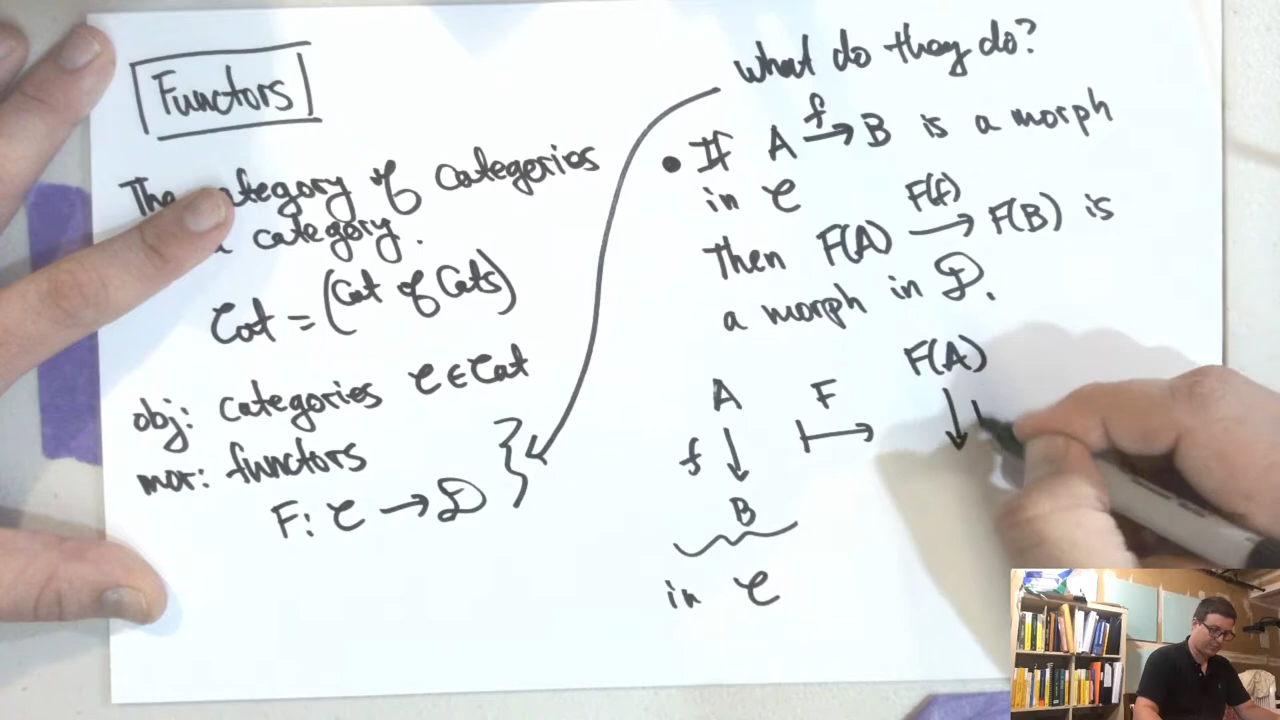 Functors
The category of categories
a category.
Cat = (Cat of Cats)
obj: categories C ∈ Cat
mor: functors
F: C → D
What do they do?
• If A f→ B is a morph
in C
Then F(A) F(f)→ F(B) is
a morph in D.
A F F(A)
f ↓ ↦ ↓
B
in C